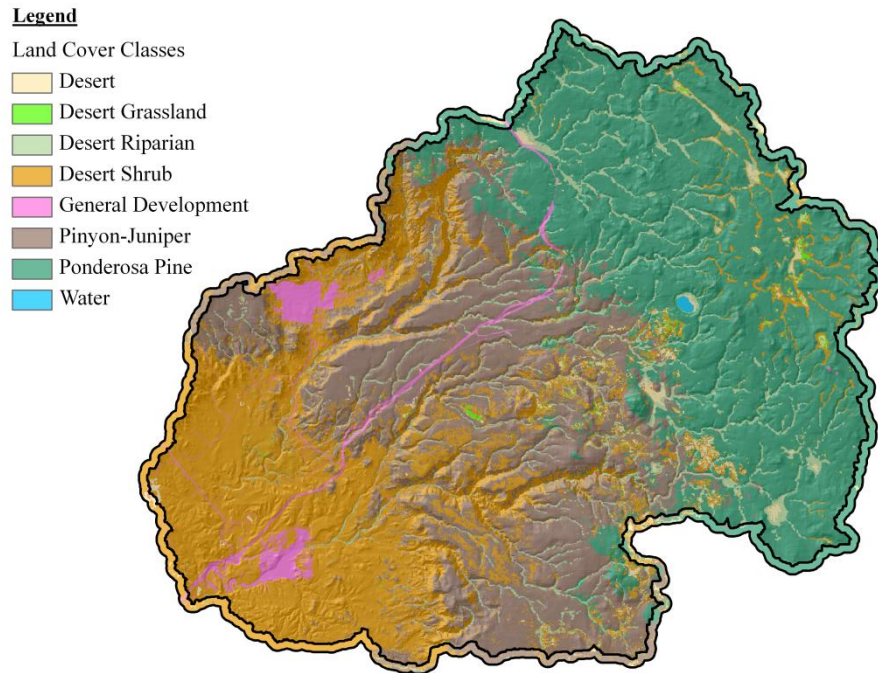 Legend
Land Cover Classes
Desert
Desert Grassland
Desert Riparian
Desert Shrub
General Development
Pinyon-Juniper
Ponderosa Pine
Water